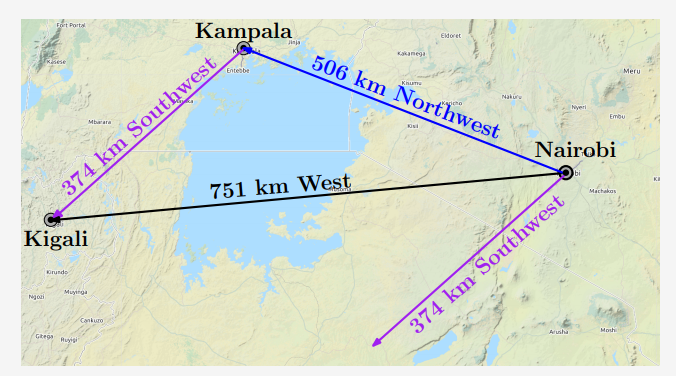 Fort Portal
Kampala
Jinja
Eldoret
Kakamega
Kasese
Entebbe
Meru
Kisumu
506 km Northwest
Nakuru
Kericho
Nyeri
Embu
374 km Southwest
Masaka
Mbarara
Kisii
Nairobi
Machakos
751 km West
374 km Southwest
Kigali
Kirundo
Ngozi
Muyinga
Cankuzo
Gitega
Ruyigi
Arusha
Moshi